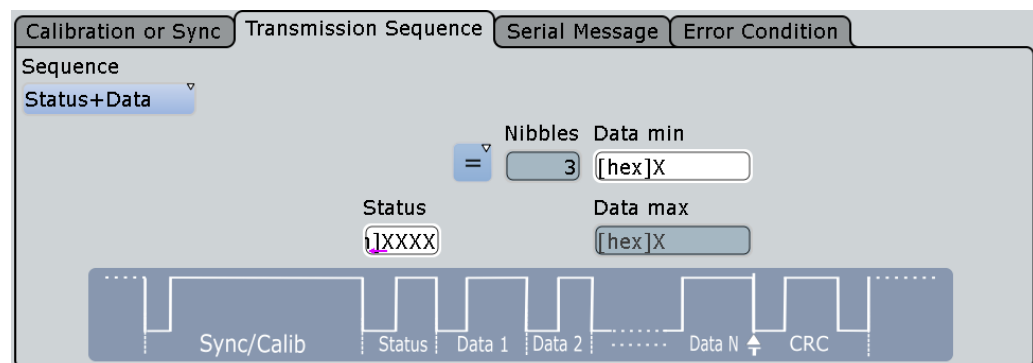 Calibration or Sync Transmission Sequence Serial Message Error Condition
Sequence
Status+Data
Nibbles Data min
= 3 [hex]X
Status Data max
]XXXX [hex]X
Sync/Calib Status Data 1 Data 2 ....... Data N CRC